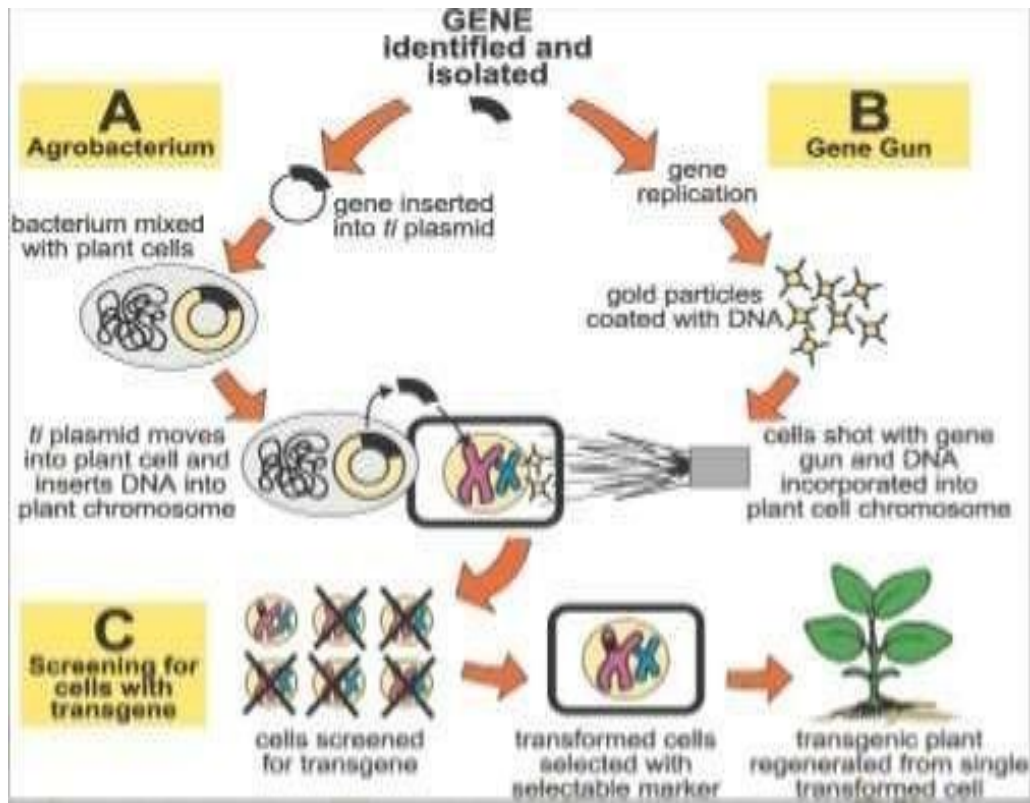 GENE
identified and
isolated
A
Agrobacterium
B
Gene Gun
gene inserted
into ti plasmid
gene
replication
bacterium mixed
with plant cells
gold particles
coated with DNA
ti plasmid moves
into plant cell and
inserts DNA into
plant chromosome
cells shot with gene
gun and DNA
incorporated into
plant cell chromosome
C
Screening for
cells with
transgene
cells screened
for transgene
transformed cells
selected with
selectable marker
transgenic plant
regenerated from single
transformed cell